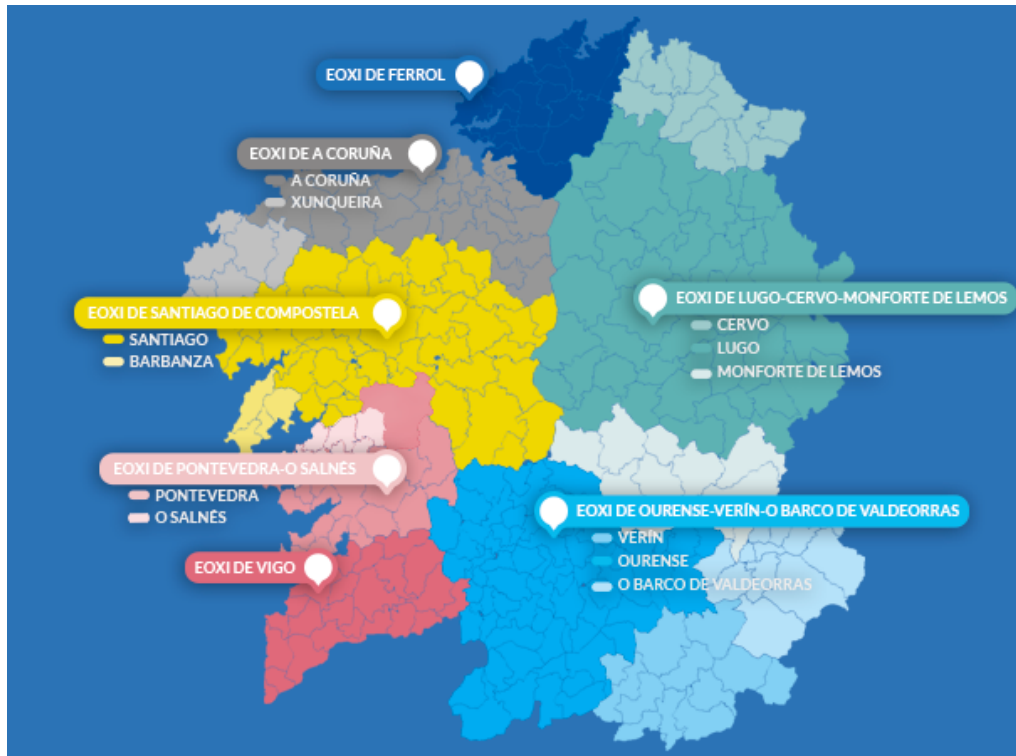 EOXI DE FERROL
EOXI DE A CORUÑA
A CORUÑA
XUNQUEIRA
EOXI DE SANTIAGO DE COMPOSTELA
SANTIAGO
BARBANZA
EOXI DE LUGO-CERVO-MONFORTE DE LEMOS
CERVO
LUGO
MONFORTE DE LEMOS
EOXI DE PONTEVEDRA-O SALNÉS
PONTEVEDRA
O SALNÉS
EOXI DE OURENSE-VERÍN-O BARCO DE VALDEORRAS
VERÍN
OURENSE
O BARCO DE VALDEORRAS
EOXI DE VIGO